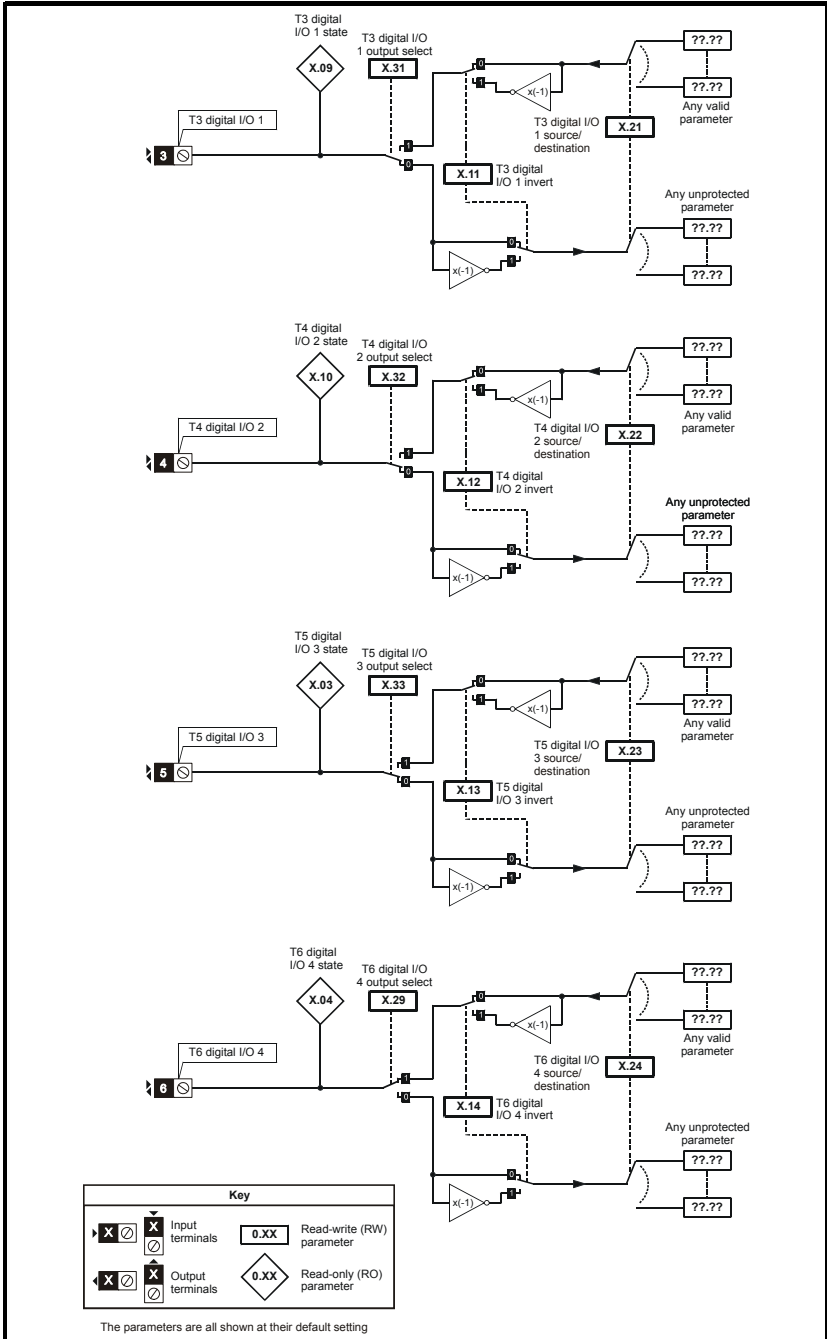 T3 digital
I/O 1 state
X.09
T3 digital I/O
1 output select
X.31
0
1
x(-1)
??.??
??.??
Any valid
parameter
T3 digital I/O
1 source/
destination
X.21
T3 digital I/O 1
3
1
0
X.11
T3 digital
I/O 1 invert
Any unprotected
parameter
??.??
??.??
0
1
x(-1)
T4 digital
I/O 2 state
X.10
T4 digital I/O
2 output select
X.32
0
1
x(-1)
??.??
??.??
Any valid
parameter
T4 digital I/O
2 source/
destination
X.22
T4 digital I/O 2
4
1
0
X.12
T4 digital
I/O 2 invert
Any unprotected
parameter
??.??
??.??
0
1
x(-1)
T5 digital
I/O 3 state
X.03
T5 digital I/O
3 output select
X.33
0
1
x(-1)
??.??
??.??
Any valid
parameter
T5 digital I/O
3 source/
destination
X.23
T5 digital I/O 3
5
1
0
X.13
T5 digital
I/O 3 invert
Any unprotected
parameter
??.??
??.??
0
1
x(-1)
T6 digital
I/O 4 state
X.04
T6 digital I/O
4 output select
X.29
0
1
x(-1)
??.??
??.??
Any valid
parameter
T6 digital I/O
4 source/
destination
X.24
T6 digital I/O 4
6
1
0
X.14
T6 digital
I/O 4 invert
Any unprotected
parameter
??.??
??.??
0
1
x(-1)
Key
X
X
Input
terminals
0.XX
Read-write (RW)
parameter
X
X
Output
terminals
0.XX
Read-only (RO)
parameter
The parameters are all shown at their default setting